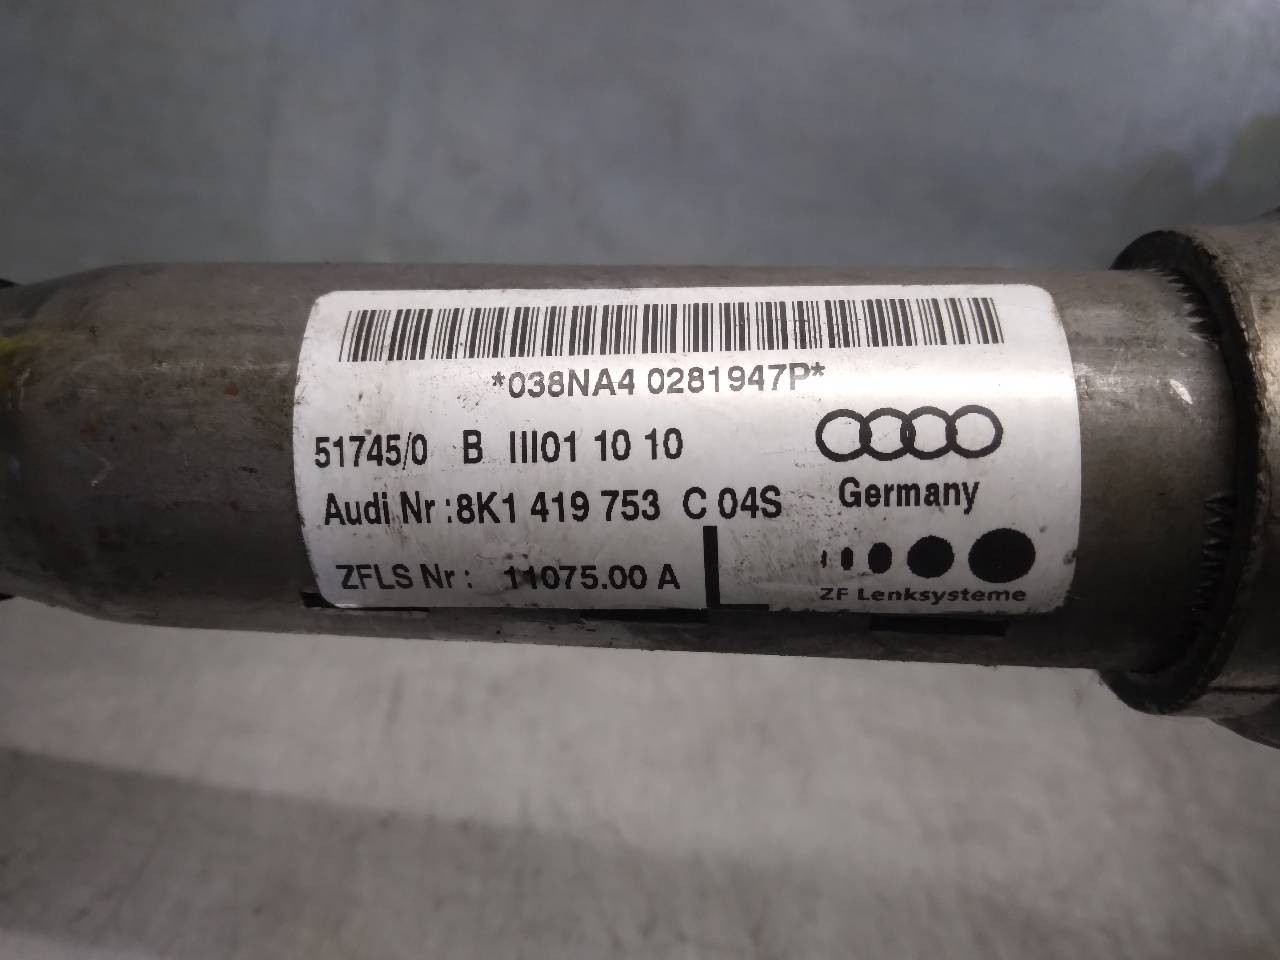 *038NA4 0281947P*
51745/0 B III01 10 10
Audi Nr :8K1 419 753 C 04S
Germany
ZFLS Nr : 11075.00 A
ZF Lenksysteme